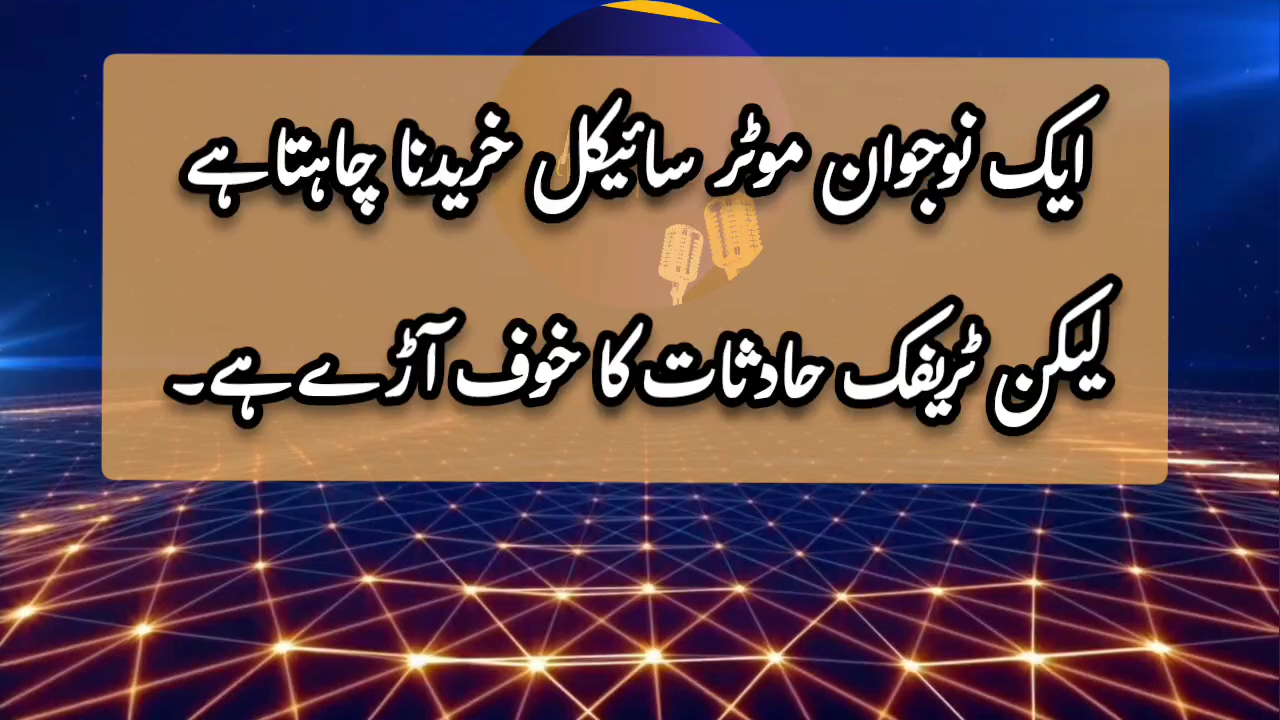 ایک نوجوان موٹر سائیکل خریدنا چاہتا ہے
لیکن ٹریفک حادثات کا خوف آڑے ہے۔